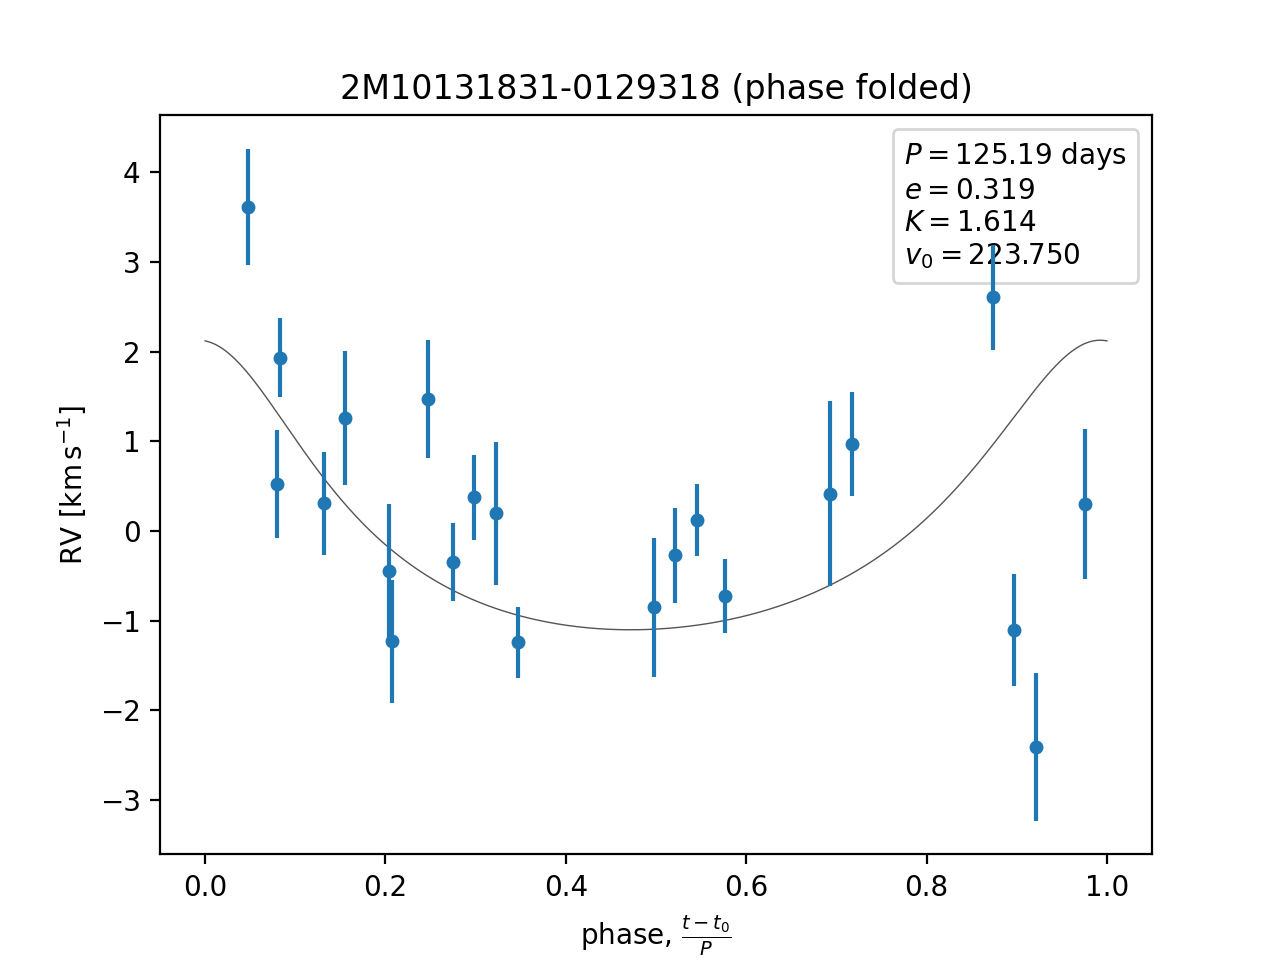 2M10131831-0129318 (phase folded)
P = 125.19 days
e = 0.319
K = 1.614
v₀ = 223.750
RV [km s⁻¹]
4
3
2
1
0
−1
−2
−3
0.0 0.2 0.4 0.6 0.8 1.0
phase, (t − t₀)/P